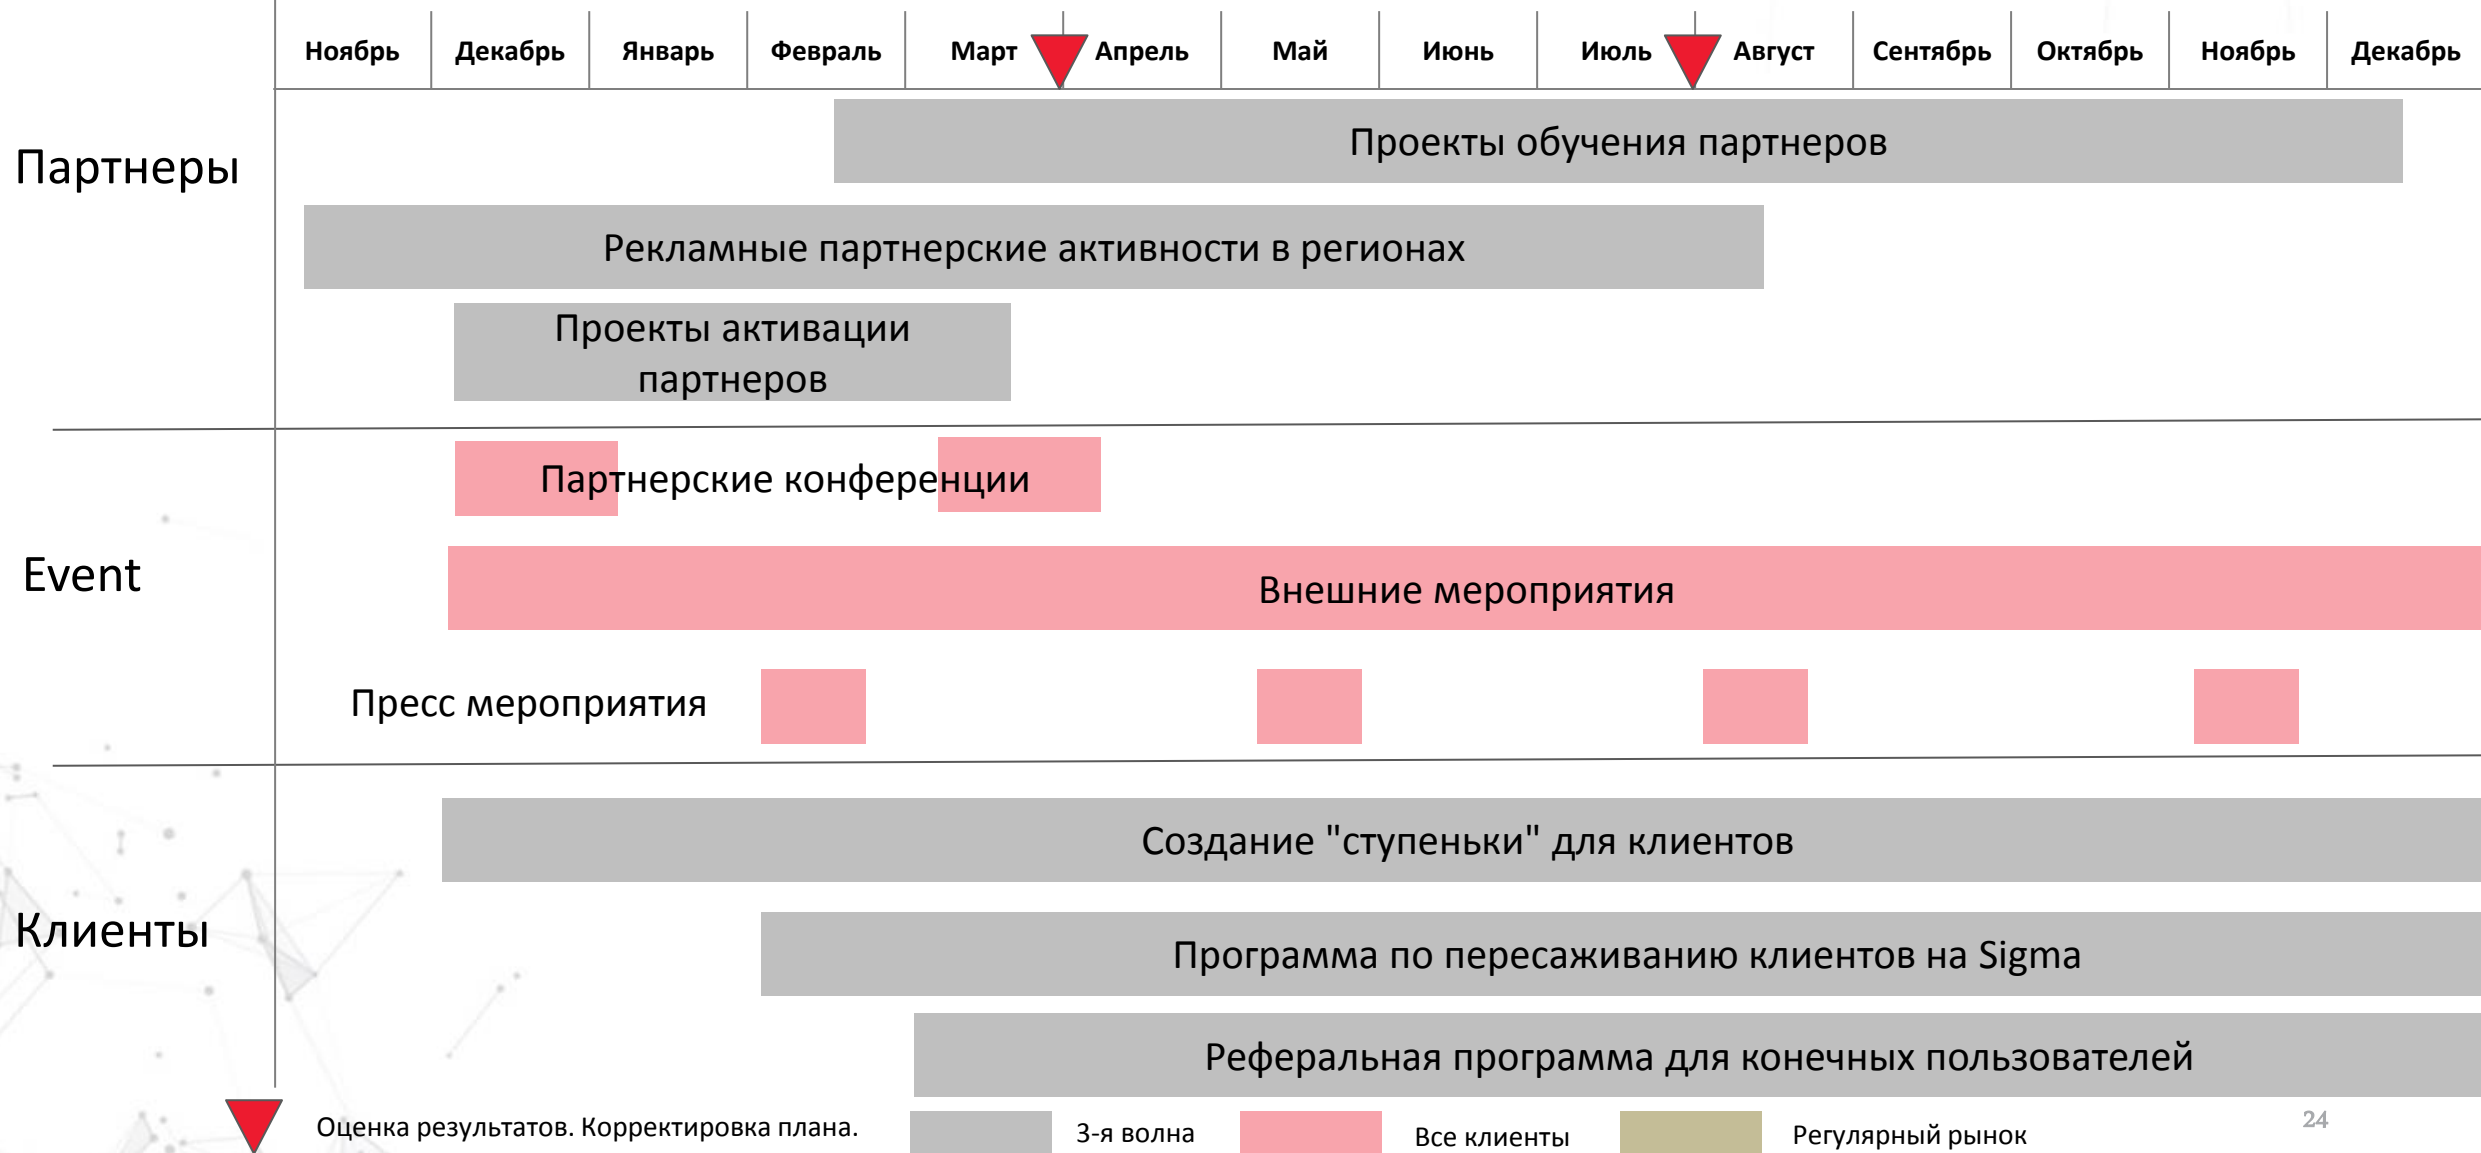 Ноябрь Декабрь Январь Февраль Март Апрель Май Июнь Июль Август Сентябрь Октябрь Ноябрь Декабрь
Партнеры
Проекты обучения партнеров
Рекламные партнерские активности в регионах
Проекты активации
партнеров
Event
Партнерские конференции
Внешние мероприятия
Пресс мероприятия
Клиенты
Создание "ступеньки" для клиентов
Программа по пересаживанию клиентов на Sigma
Реферальная программа для конечных пользователей
Оценка результатов. Корректировка плана.
3-я волна
Все клиенты
Регулярный рынок
24